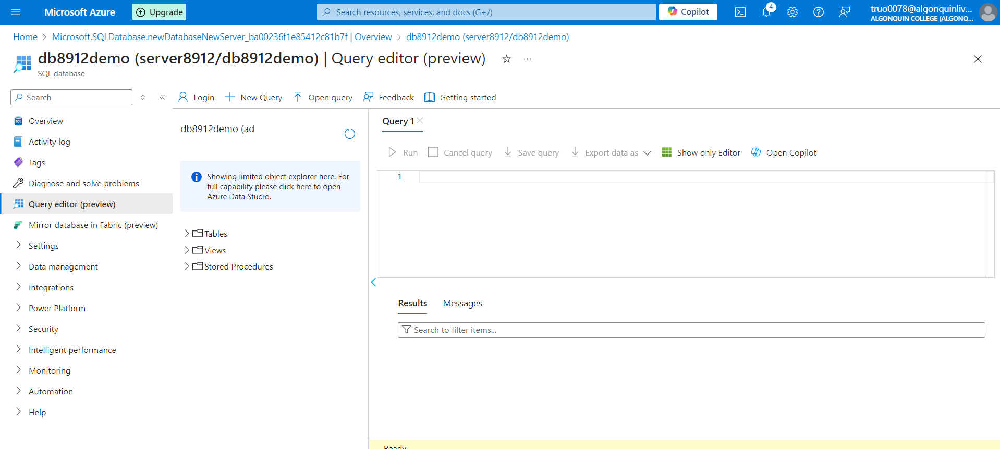 Microsoft Azure
Upgrade
Search resources, services, and docs (G+/)
Copilot
4
truo0078@algonquinliv...
ALGONQUIN COLLEGE (ALGONQ...
Home > Microsoft.SQLDatabase.newDatabaseNewServer_ba00236f1e85412c81b7f | Overview > db8912demo (server8912/db8912demo)
db8912demo (server8912/db8912demo) | Query editor (preview)
SQL database
Search
Login
New Query
Open query
Feedback
Getting started
Overview
Activity log
Tags
Diagnose and solve problems
Query editor (preview)
Mirror database in Fabric (preview)
Settings
Data management
Integrations
Power Platform
Security
Intelligent performance
Monitoring
Automation
Help
db8912demo (ad
Showing limited object explorer here. For
full capability please click here to open
Azure Data Studio.
Tables
Views
Stored Procedures
Query 1
Run
Cancel query
Save query
Export data as
Show only Editor
Open Copilot
1
Results
Messages
Search to filter items...
Ready